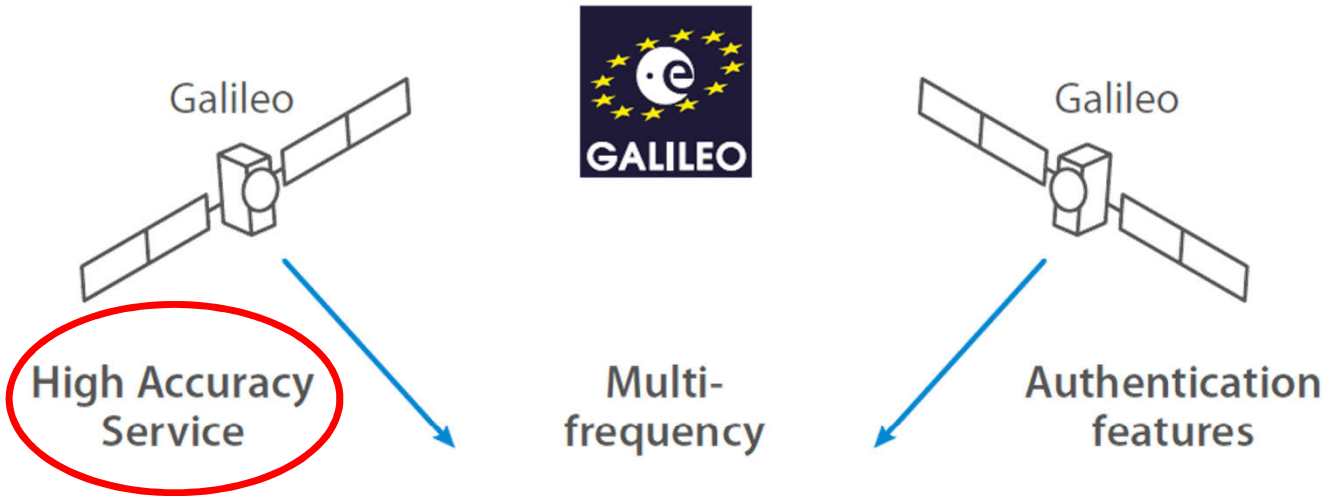 Galileo
GALILEO
Galileo
High Accuracy
Service
Multi-
frequency
Authentication
features